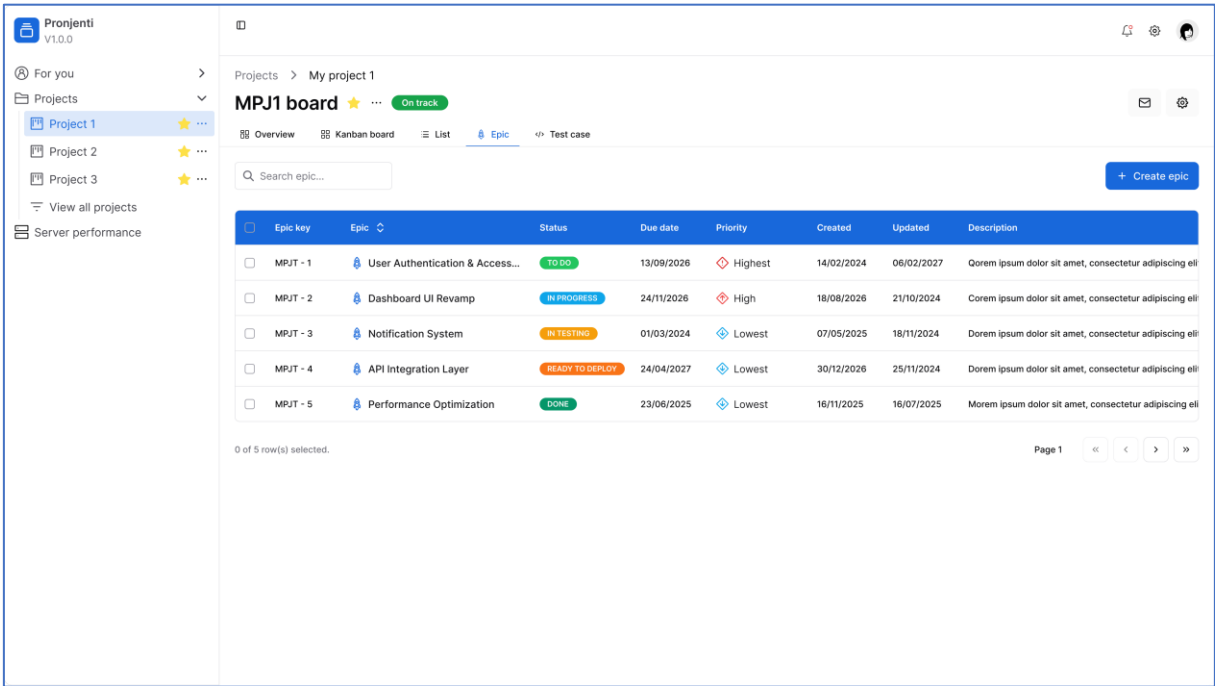 Pronjenti
V1.0.0
For you
Projects
Project 1
Project 2
Project 3
View all projects
Server performance
Projects > My project 1
MPJ1 board ... On track
Overview Kanban board List Epic Test case
Search epic...
+ Create epic
Epic key Epic Status Due date Priority Created Updated Description
MPJT - 1 User Authentication & Access... TO DO 13/09/2026 Highest 14/02/2024 06/02/2027 Qorem ipsum dolor sit amet, consectetur adipiscing eli
MPJT - 2 Dashboard UI Revamp IN PROGRESS 24/11/2026 High 18/08/2026 21/10/2024 Corem ipsum dolor sit amet, consectetur adipiscing eli
MPJT - 3 Notification System IN TESTING 01/03/2024 Lowest 07/05/2025 18/11/2024 Dorem ipsum dolor sit amet, consectetur adipiscing eli
MPJT - 4 API Integration Layer READY TO DEPLOY 24/04/2027 Lowest 30/12/2026 25/11/2024 Dorem ipsum dolor sit amet, consectetur adipiscing eli
MPJT - 5 Performance Optimization DONE 23/06/2025 Lowest 16/11/2025 16/07/2025 Morem ipsum dolor sit amet, consectetur adipiscing eli
0 of 5 row(s) selected.
Page 1 « < > »